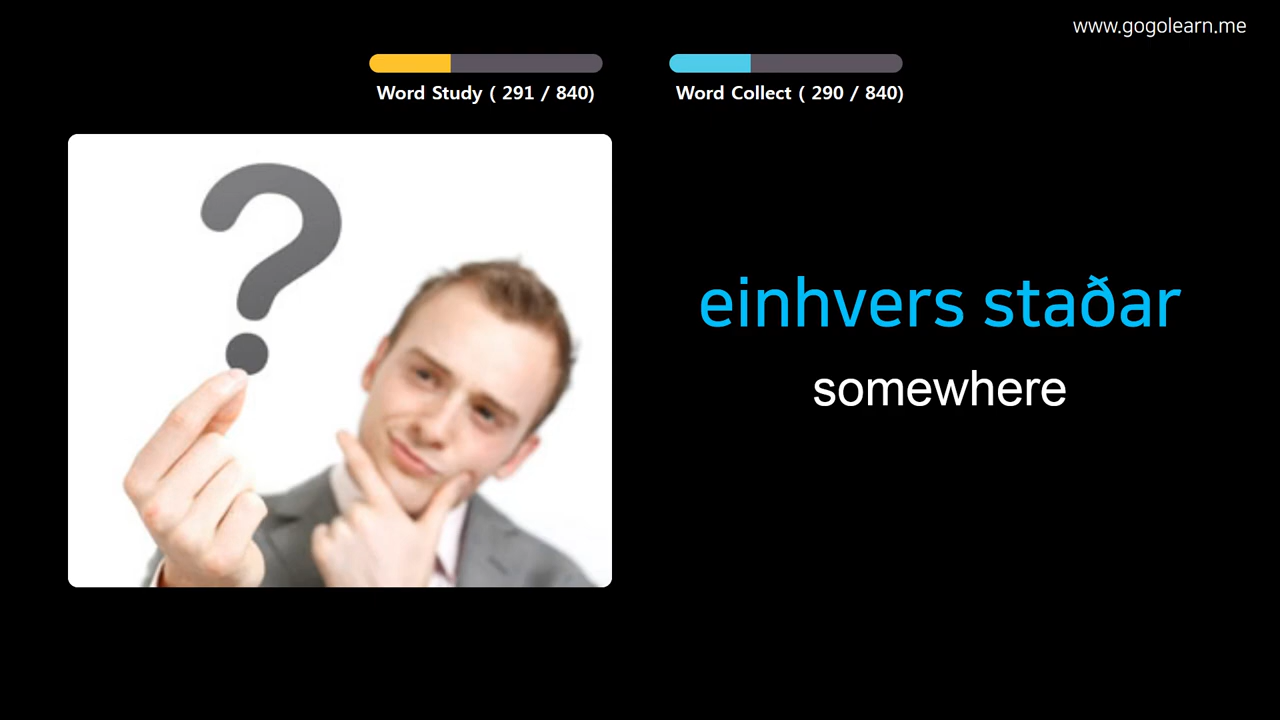 www.gogolearn.me
Word Study ( 291 / 840)
Word Collect ( 290 / 840)
einhvers staðar
somewhere